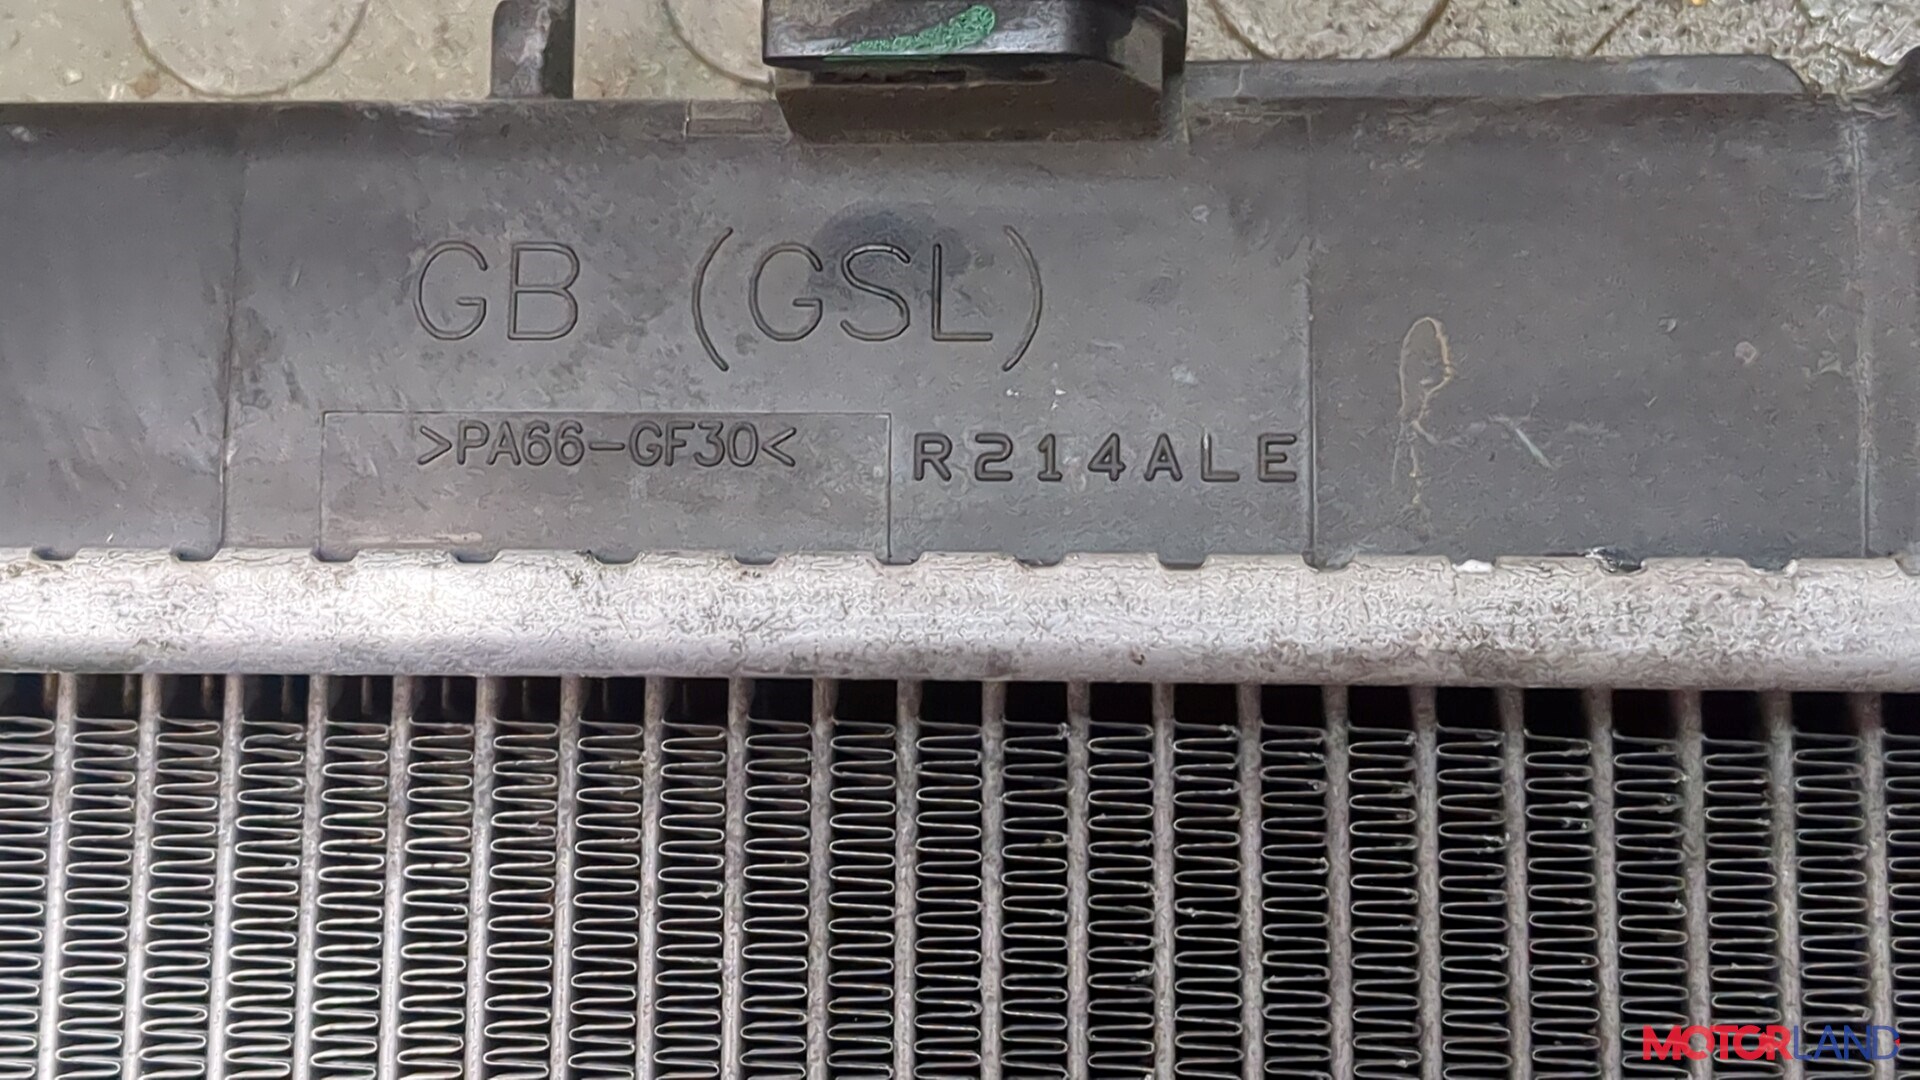 GB (GSL)
>PA66-GF30<
R214ALE
MOTORLAND